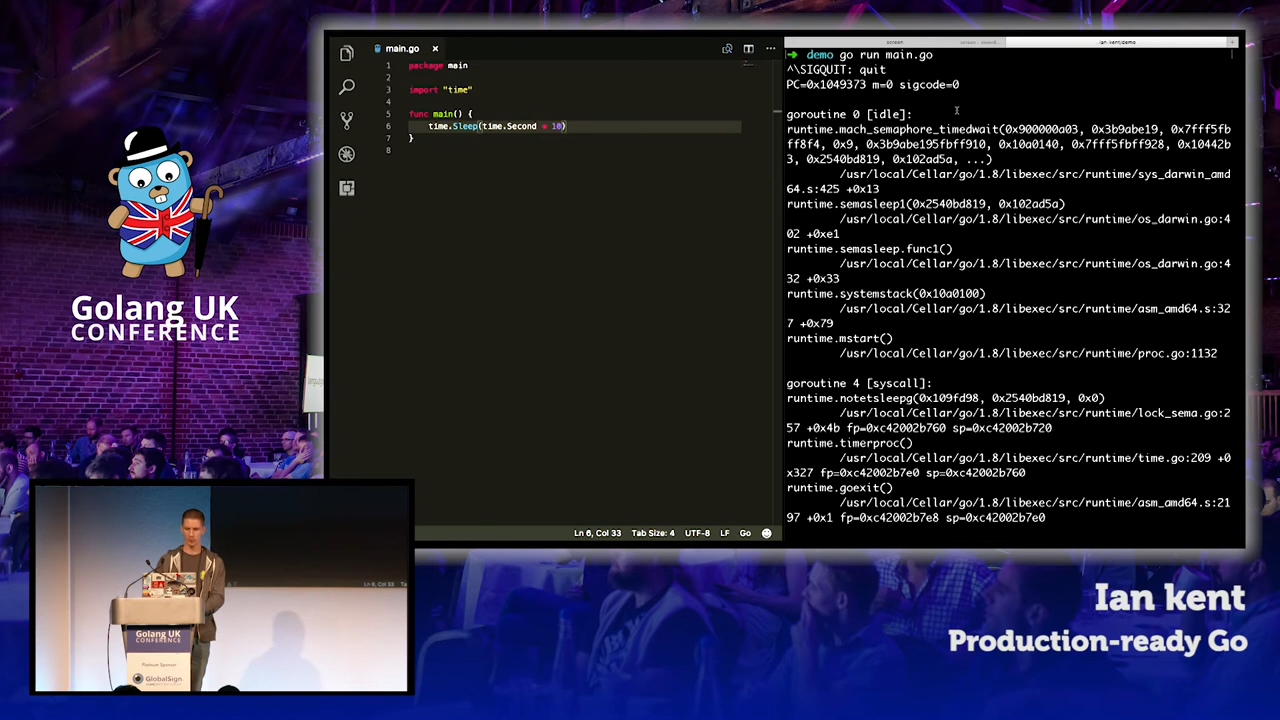 main.go
1 package main
2
3 import "time"
4
5 func main() {
6 time.Sleep(time.Second * 10)
7 }
8
Ln 6, Col 33 Tab Size: 4 UTF-8 LF Go
screen
ian.kent/demo
➜ demo go run main.go
^\SIGQUIT: quit
PC=0x1049373 m=0 sigcode=0
goroutine 0 [idle]:
runtime.mach_semaphore_timedwait(0x900000a03, 0x3b9abe19, 0x7fff5fb
ff8f4, 0x9, 0x3b9abe195fbff910, 0x10a0140, 0x7fff5fbff928, 0x10442b
3, 0x2540bd819, 0x102ad5a, ...)
/usr/local/Cellar/go/1.8/libexec/src/runtime/sys_darwin_amd
64.s:425 +0x13
runtime.semasleep1(0x2540bd819, 0x102ad5a)
/usr/local/Cellar/go/1.8/libexec/src/runtime/os_darwin.go:4
02 +0xe1
runtime.semasleep.func1()
/usr/local/Cellar/go/1.8/libexec/src/runtime/os_darwin.go:4
32 +0x33
runtime.systemstack(0x10a0100)
/usr/local/Cellar/go/1.8/libexec/src/runtime/asm_amd64.s:32
7 +0x79
runtime.mstart()
/usr/local/Cellar/go/1.8/libexec/src/runtime/proc.go:1132
goroutine 4 [syscall]:
runtime.notetsleepg(0x109fd98, 0x2540bd819, 0x0)
/usr/local/Cellar/go/1.8/libexec/src/runtime/lock_sema.go:2
57 +0x4b fp=0xc42002b760 sp=0xc42002b720
runtime.timerproc()
/usr/local/Cellar/go/1.8/libexec/src/runtime/time.go:209 +0
x327 fp=0xc42002b7e0 sp=0xc42002b760
runtime.goexit()
/usr/local/Cellar/go/1.8/libexec/src/runtime/asm_amd64.s:21
97 +0x1 fp=0xc42002b7e8 sp=0xc42002b7e0
Golang UK
CONFERENCE
Golang UK
CONFERENCE
Platinum Sponsor
GlobalSign
Ian kent
Production-ready Go